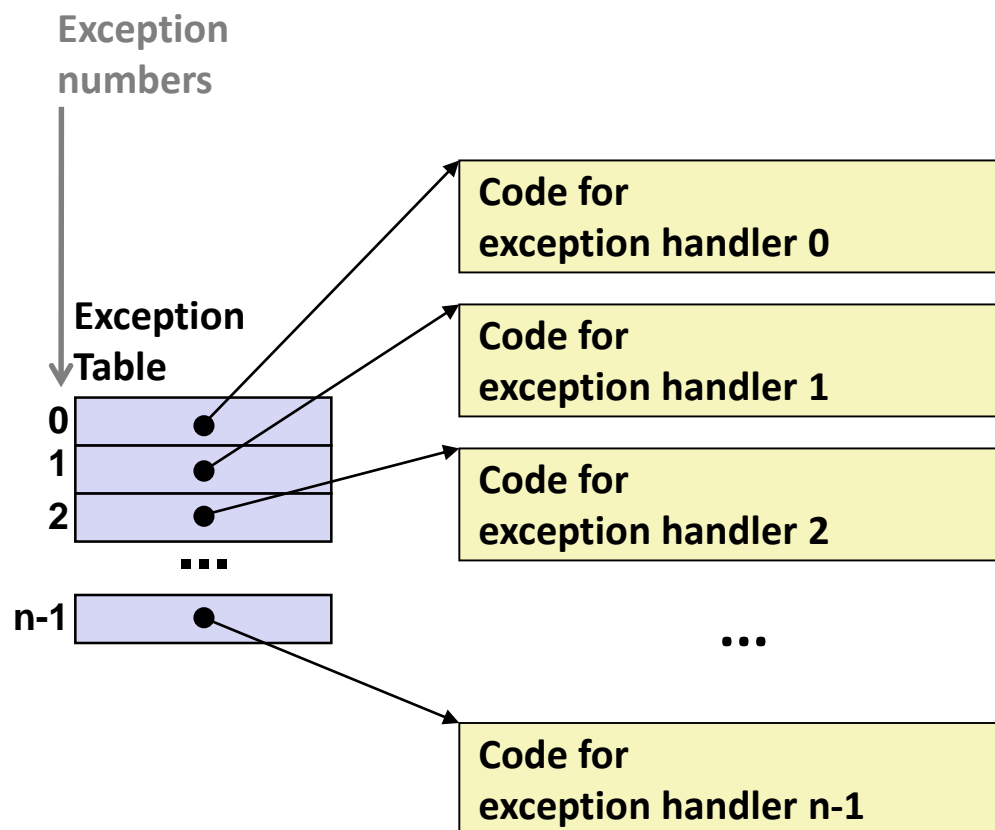 Exception
numbers
Code for
exception handler 0
Exception
Table
Code for
exception handler 1
0
1
2
...
n-1
Code for
exception handler 2
...
Code for
exception handler n-1